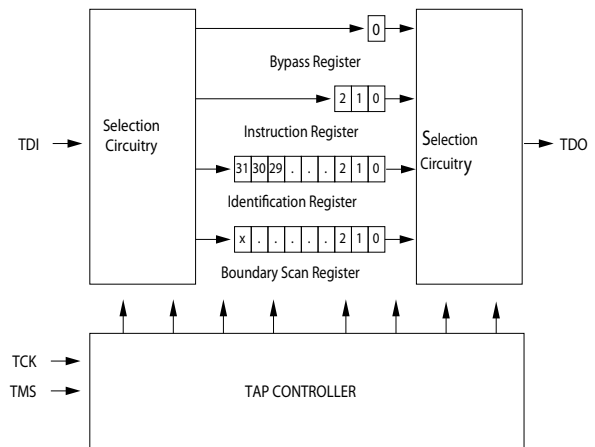 0
Bypass Register
2 1 0
Instruction Register
TDI
Selection
Circuitry
Selection
Circuitry
TDO
31 30 29 . . . 2 1 0
Identification Register
x . . . . . 2 1 0
Boundary Scan Register
TCK
TMS
TAP CONTROLLER